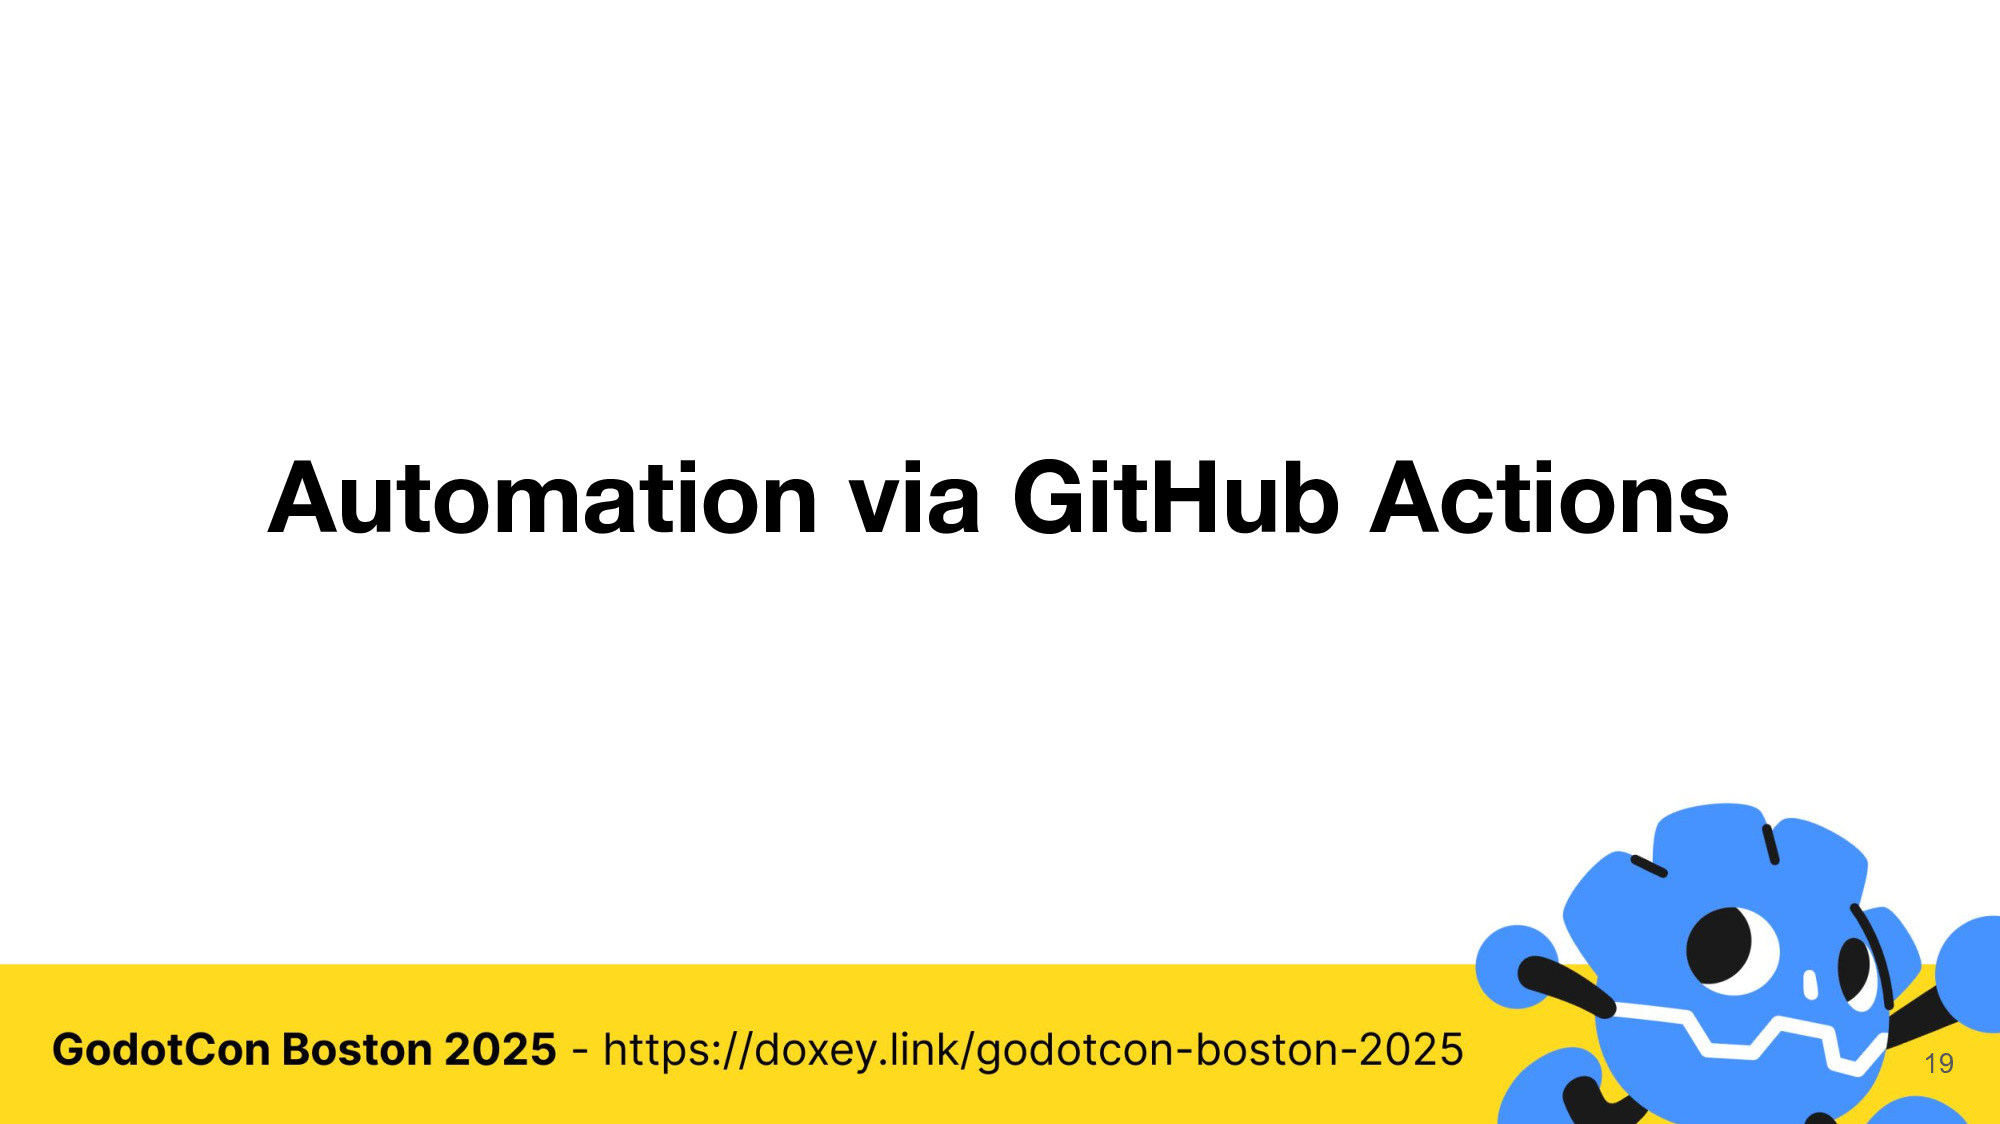 Automation via GitHub Actions
GodotCon Boston 2025 - https://doxey.link/godotcon-boston-2025
19